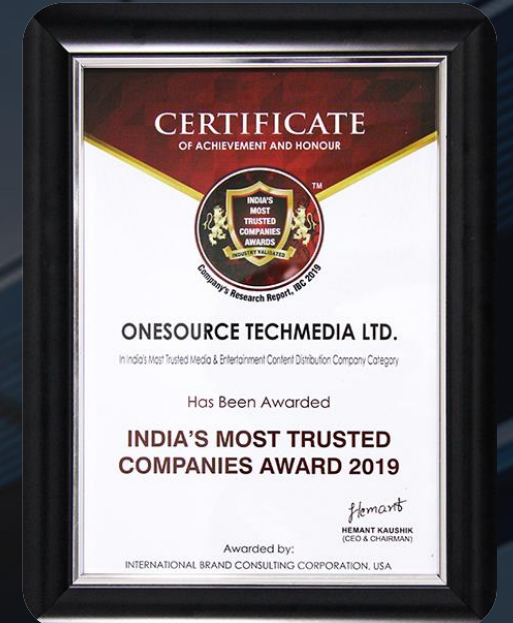 CERTIFICATE
OF ACHIEVEMENT AND HONOUR
TM
INDIA'S
MOST
TRUSTED
COMPANIES
AWARDS
INDUSTRY VALIDATED
Company's Research Report, IBC 2019
ONESOURCE TECHMEDIA LTD.
In India's Most Trusted Media & Entertainment Content Distribution Company Category
Has Been Awarded
INDIA'S MOST TRUSTED
COMPANIES AWARD 2019
Hemant
HEMANT KAUSHIK
(CEO & CHAIRMAN)
Awarded by:
INTERNATIONAL BRAND CONSULTING CORPORATION, USA